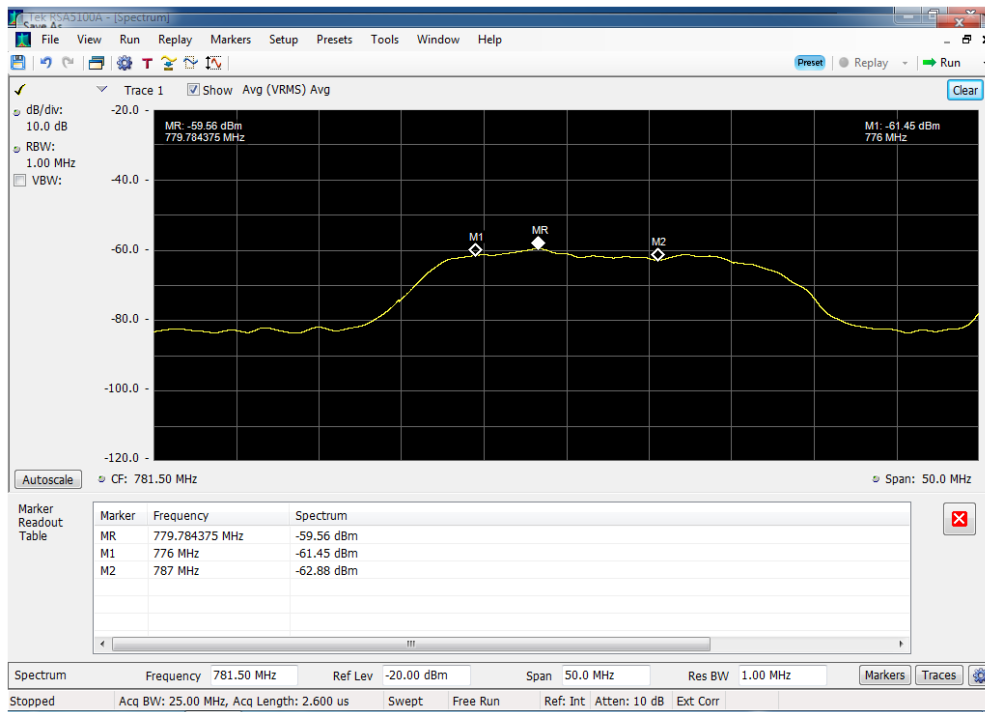 Tek RSA5100A - [Spectrum]
Save As
File View Run Replay Markers Setup Presets Tools Window Help
T Preset Replay Run
Trace 1 Show Avg (VRMS) Avg Clear
dB/div:
10.0 dB
RBW:
1.00 MHz
VBW:
-20.0
-40.0
-60.0
-80.0
-100.0
-120.0
MR: -59.56 dBm
779.784375 MHz
M1: -61.45 dBm
776 MHz
M1
MR
M2
Autoscale CF: 781.50 MHz Span: 50.0 MHz
Marker
Readout
Table
Marker Frequency Spectrum
MR 779.784375 MHz -59.56 dBm
M1 776 MHz -61.45 dBm
M2 787 MHz -62.88 dBm
Spectrum Frequency 781.50 MHz Ref Lev -20.00 dBm Span 50.0 MHz Res BW 1.00 MHz Markers Traces
Stopped Acq BW: 25.00 MHz, Acq Length: 2.600 us Swept Free Run Ref: Int Atten: 10 dB Ext Corr